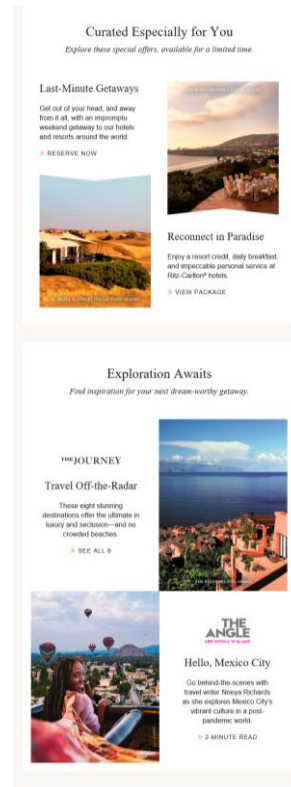 Curated Especially for You
Explore these special offers, available for a limited time.
Last-Minute Getaways
Get out of your head, and away
from it all, with an impromptu
weekend getaway to our hotels
and resorts around the world.
» RESERVE NOW
Reconnect in Paradise
Enjoy a resort credit, daily breakfast,
and impeccable personal service at
Ritz-Carlton® hotels.
» VIEW PACKAGE
Exploration Awaits
Find inspiration for your next dream-worthy getaway.
THE JOURNEY
Travel Off-the-Radar
These eight stunning
destinations offer the ultimate in
luxury and seclusion—and no
crowded beaches.
» SEE ALL 8
THE RITZ-CARLTON, ABAMA
THE
ANGLE
Hello, Mexico City
Go behind-the-scenes with
travel writer Nneya Richards
as she explores Mexico City's
vibrant culture in a post-
pandemic world.
» 2-MINUTE READ